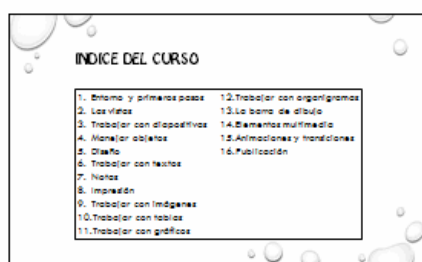 INDICE DEL CURSO
1. Entorno y primeros pasos
2. Las vistas
3. Trabajar con diapositivas
4. Manejar objetos
5. Diseño
6. Trabajar con textos
7. Notas
8. Impresión
9. Trabajar con imágenes
10.Trabajar con tablas
11.Trabajar con gráficos
12.Trabajar con organigramas
13.La barra de dibujo
14.Elementos multimedia
15.Animaciones y transiciones
16.Publicación